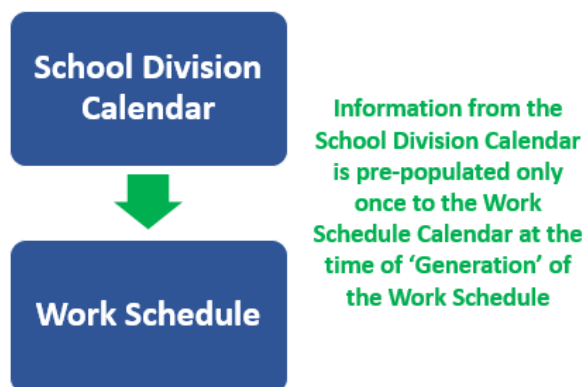 School Division
Calendar
Information from the
School Division Calendar
is pre-populated only
once to the Work
Schedule Calendar at the
time of ‘Generation’ of
the Work Schedule
Work Schedule